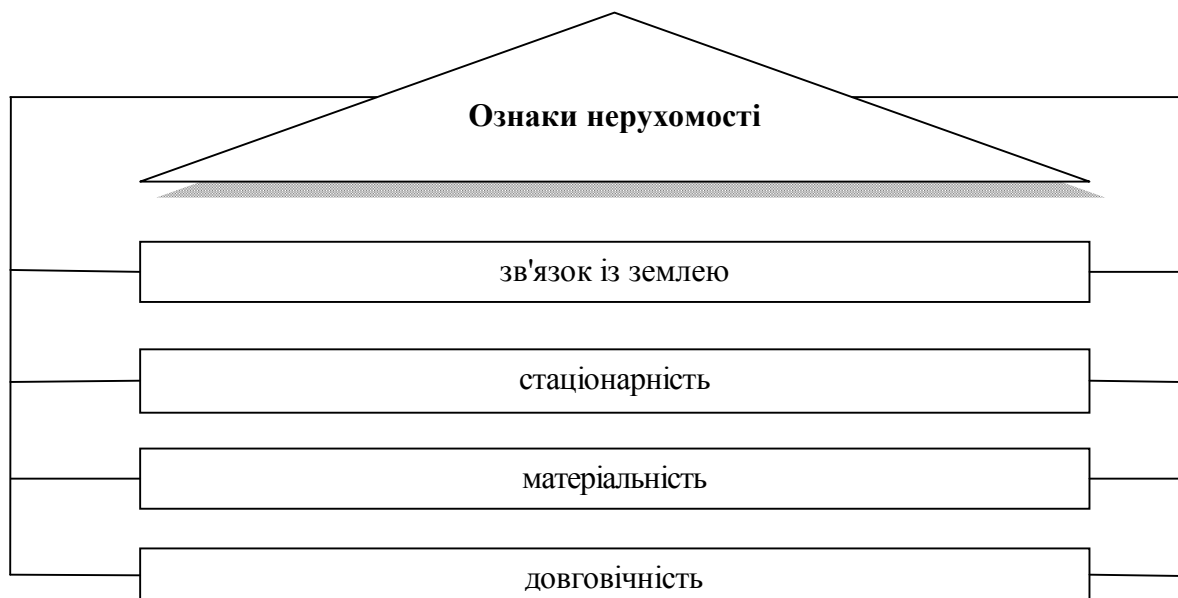 Ознаки нерухомості
зв'язок із землею
стаціонарність
матеріальність
довговічність